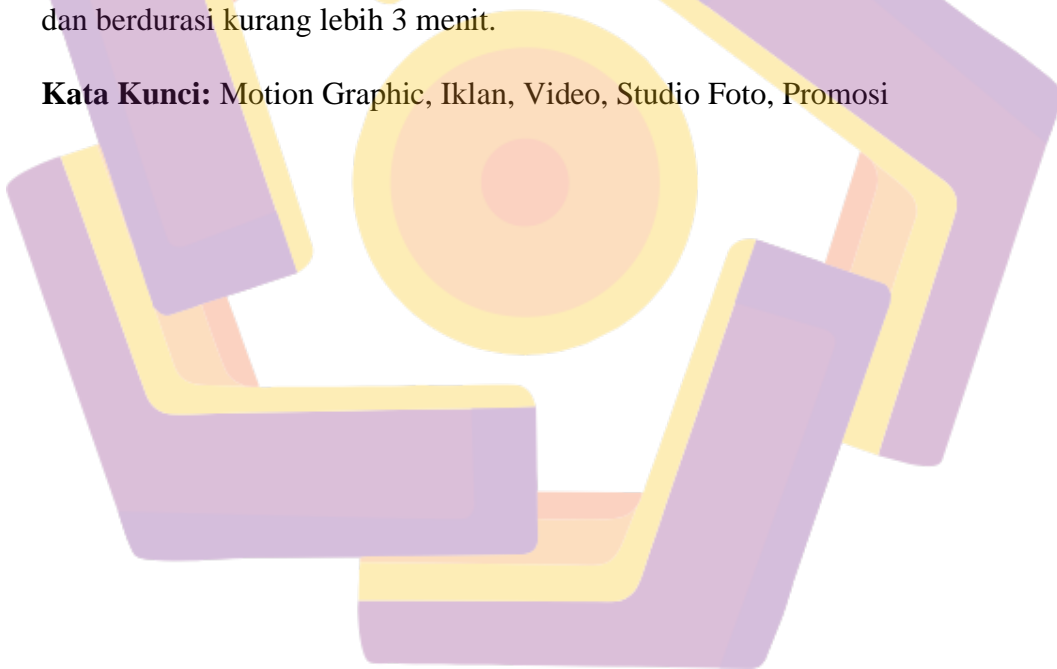 dan berdurasi kurang lebih 3 menit.
Kata Kunci: Motion Graphic, Iklan, Video, Studio Foto, Promosi